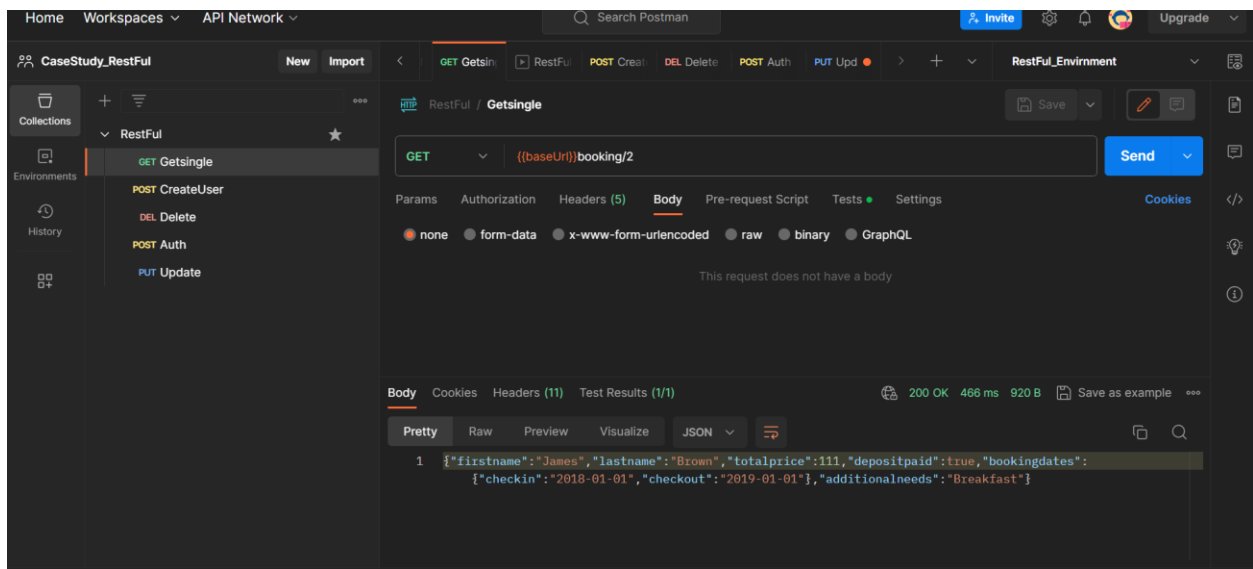 Home Workspaces API Network Search Postman Invite Upgrade
CaseStudy_RestFul New Import GET Getsing RestFu POST Creat DEL Delete POST Auth PUT Upd RestFul_Envirnment
Collections
Environments
History
RestFul
GET Getsingle
POST CreateUser
DEL Delete
POST Auth
PUT Update
HTTP RestFul / Getsingle Save
GET {{baseUrl}}booking/2 Send
Params Authorization Headers (5) Body Pre-request Script Tests Settings Cookies
none form-data x-www-form-urlencoded raw binary GraphQL
This request does not have a body
Body Cookies Headers (11) Test Results (1/1) 200 OK 466 ms 920 B Save as example
Pretty Raw Preview Visualize JSON
1 {"firstname":"James","lastname":"Brown","totalprice":111,"depositpaid":true,"bookingdates":
{"checkin":"2018-01-01","checkout":"2019-01-01"},"additionalneeds":"Breakfast"}